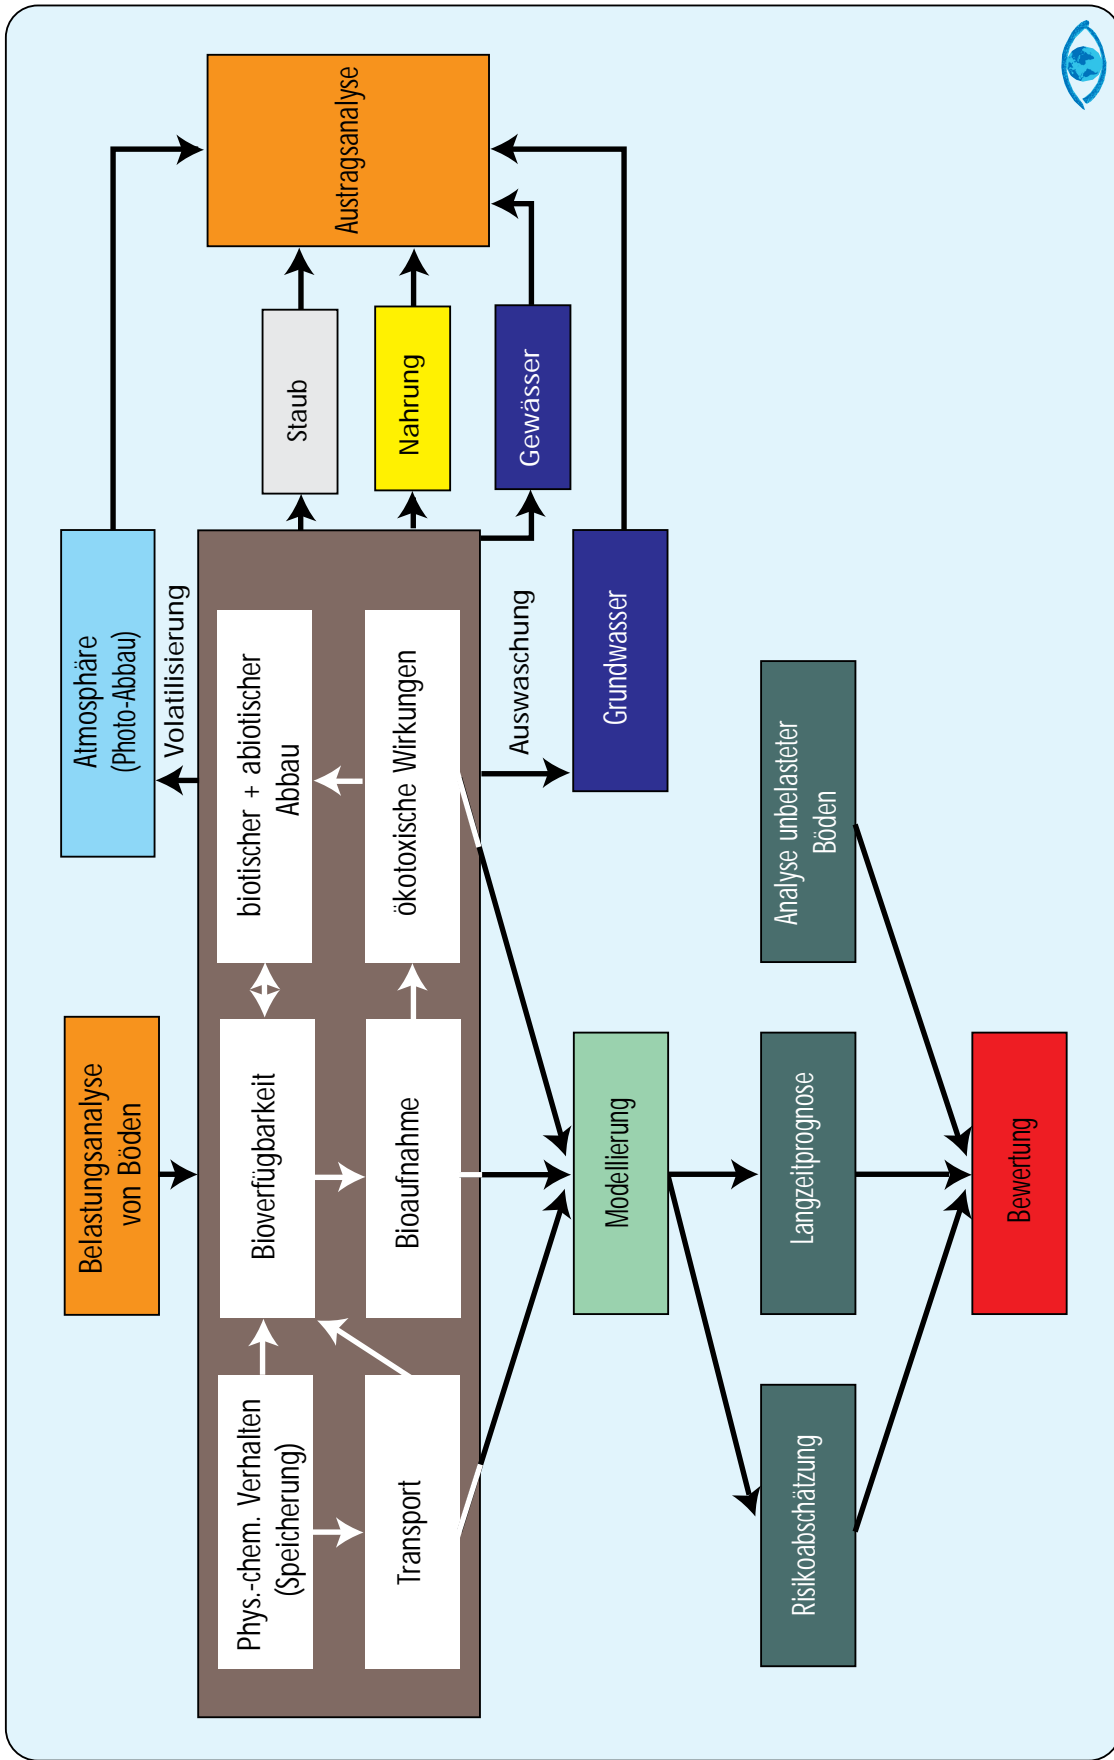 Belastungsanalyse
von Böden
Atmosphäre
(Photo-Abbau)
Volatilisierung
Phys.-chem. Verhalten
(Speicherung)
Bioverfügbarkeit
biotischer + abiotischer
Abbau
Transport
Bioaufnahme
ökotoxische Wirkungen
Staub
Nahrung
Gewässer
Austragsanalyse
Auswaschung
Modellierung
Grundwasser
Risikoabschätzung
Langzeitprognose
Analyse unbelasteter
Böden
Bewertung